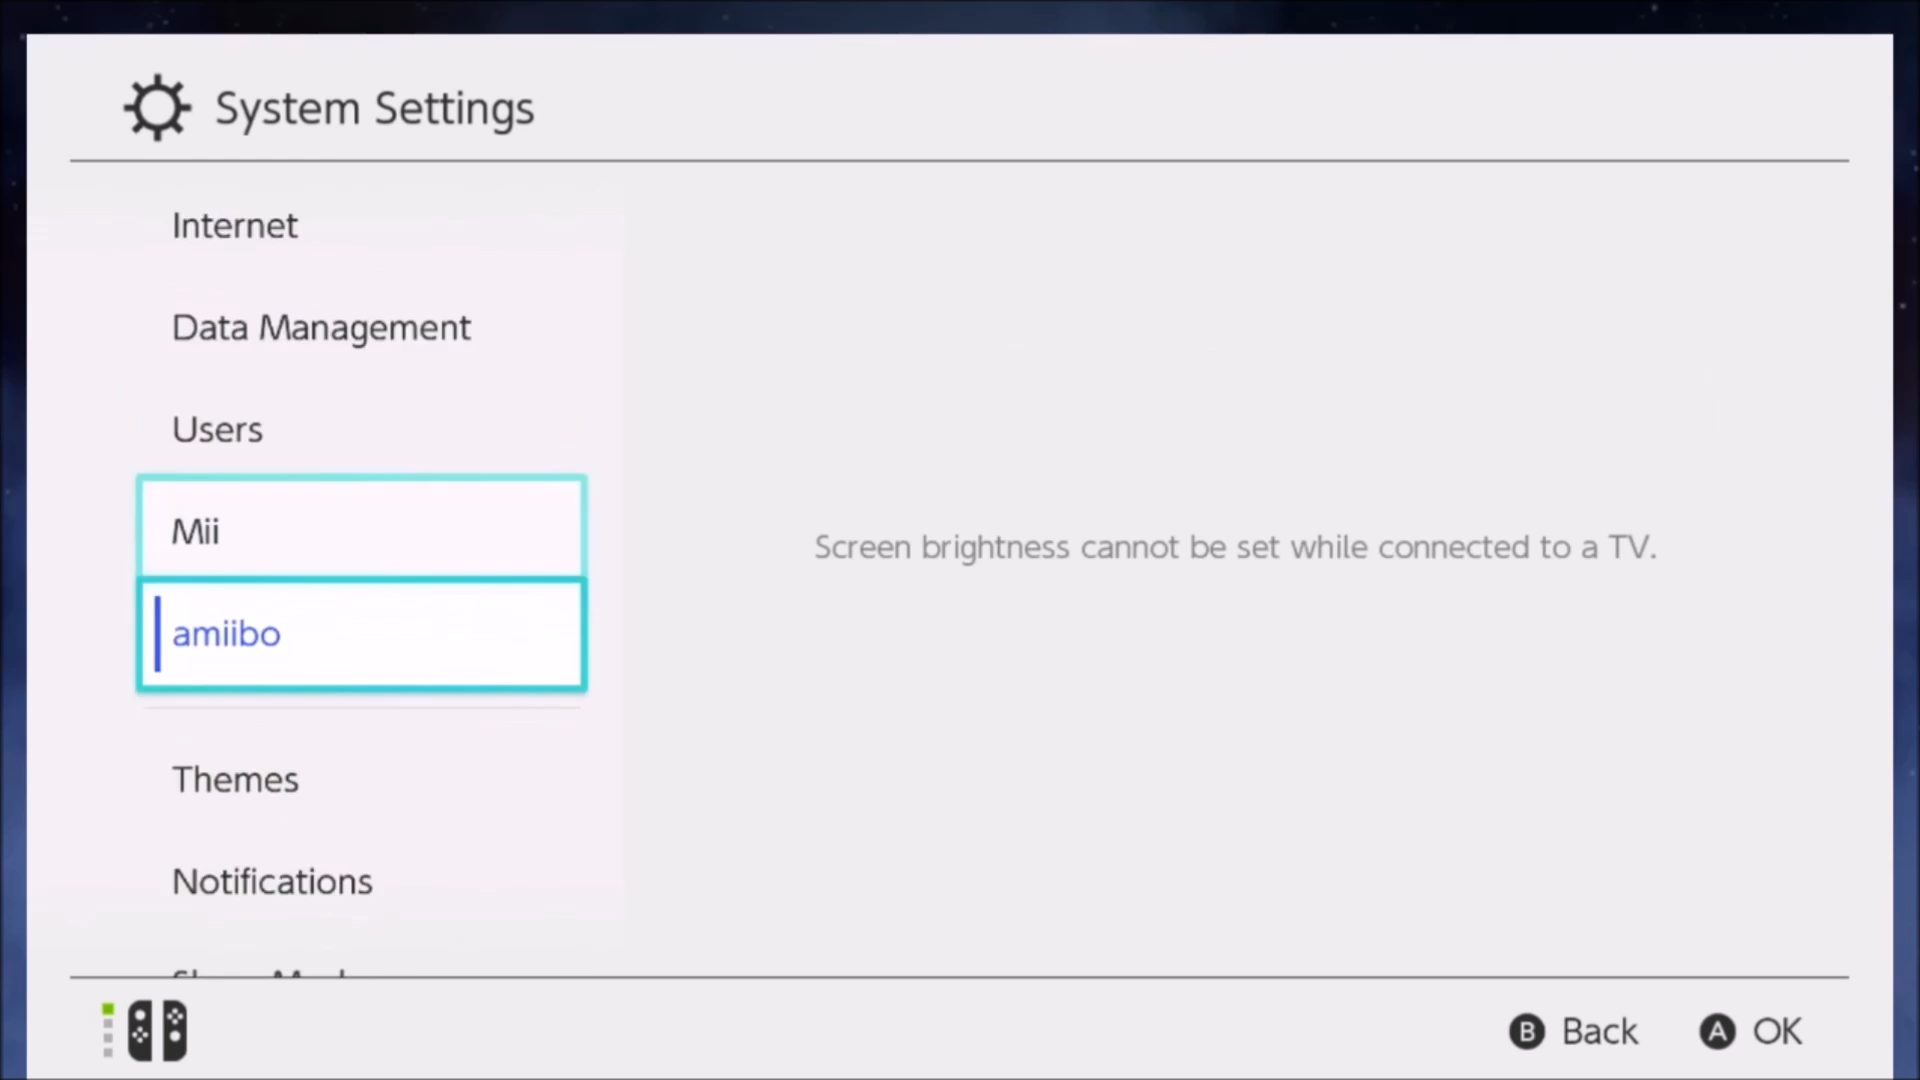 System Settings
Internet
Data Management
Users
Mii
amiibo
Screen brightness cannot be set while connected to a TV.
Themes
Notifications
B Back
A OK